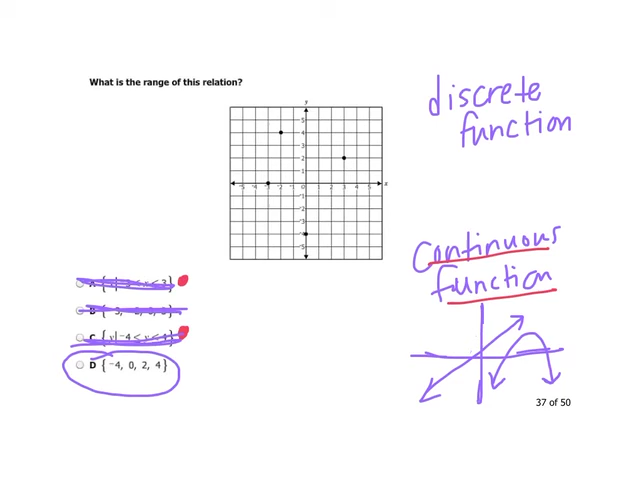 What is the range of this relation?
discrete
function
y
5
4
3
2
1
-5 -4 -3 -2 -1 0 1 2 3 4 5 x
-1
-2
-3
-5
Continuous
function
C { y| -4 ≤ y ≤ 4}
D { -4, 0, 2, 4}
37 of 50